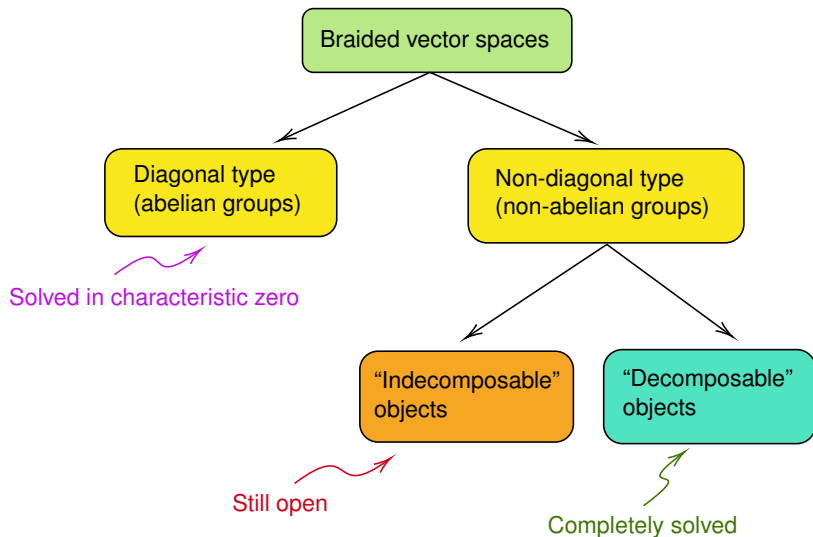 Braided vector spaces
Diagonal type
(abelian groups)
Non-diagonal type
(non-abelian groups)
Solved in characteristic zero
“Indecomposable”
objects
“Decomposable”
objects
Still open
Completely solved